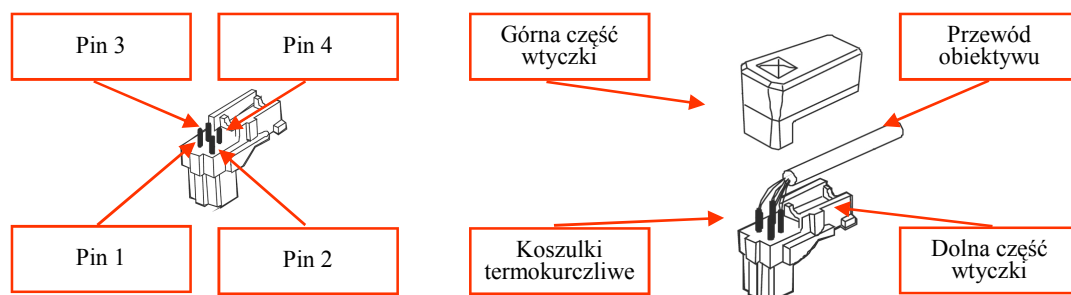 Pin 3
Pin 4
Pin 1
Pin 2
Górna część
wtyczki
Przewód
obiektywu
Koszulki
termokurczliwe
Dolna część
wtyczki